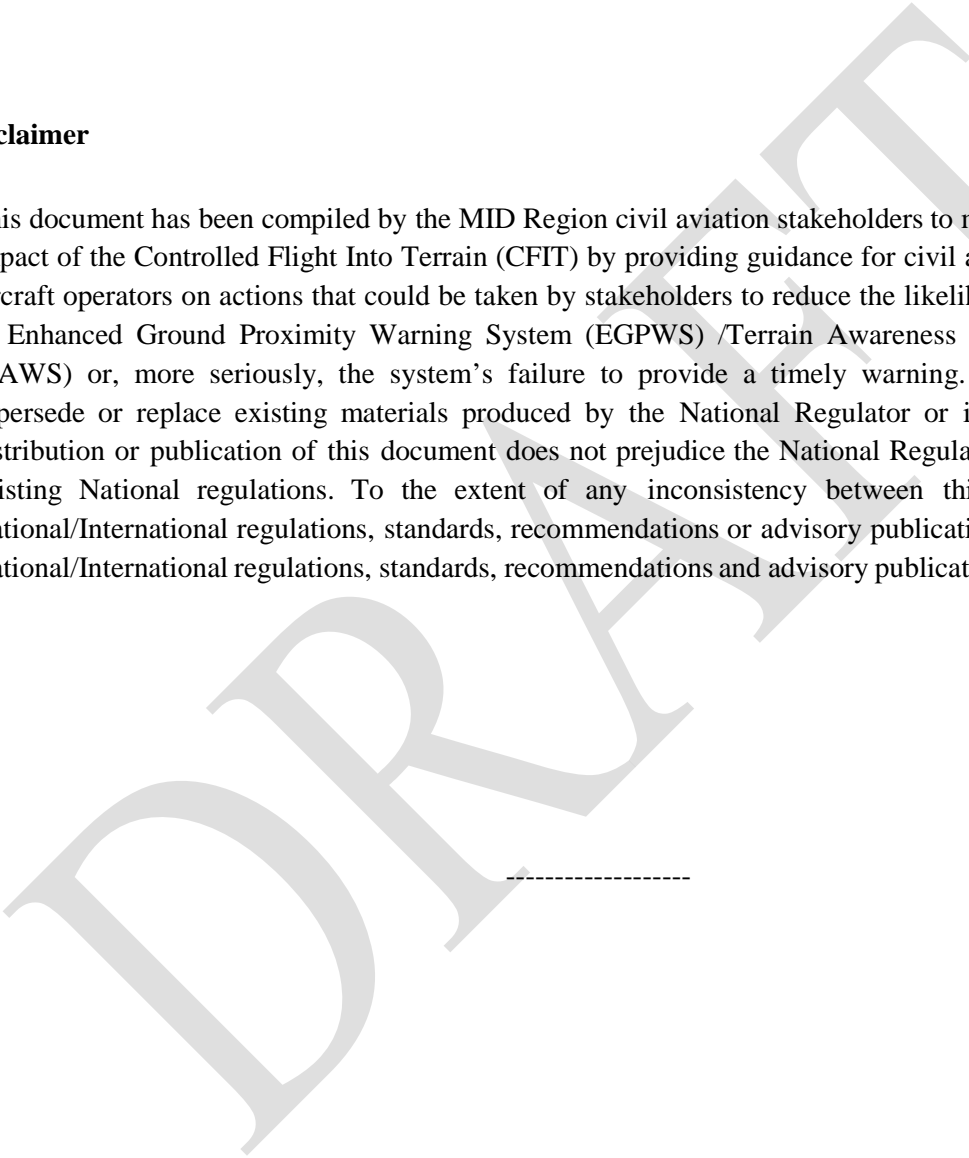 claimer
his document has been compiled by the MID Region civil aviation stakeholders to
pact of the Controlled Flight Into Terrain (CFIT) by providing guidance for civil a
rcraft operators on actions that could be taken by stakeholders to reduce the likeli
Enhanced Ground Proximity Warning System (EGPWS) /Terrain Awareness
AWS) or, more seriously, the system’s failure to provide a timely warning.
persede or replace existing materials produced by the National Regulator or i
stribution or publication of this document does not prejudice the National Regula
isting National regulations. To the extent of any inconsistency between thi
ational/International regulations, standards, recommendations or advisory publicati
ational/International regulations, standards, recommendations and advisory publicat
-------------------
DRAFT